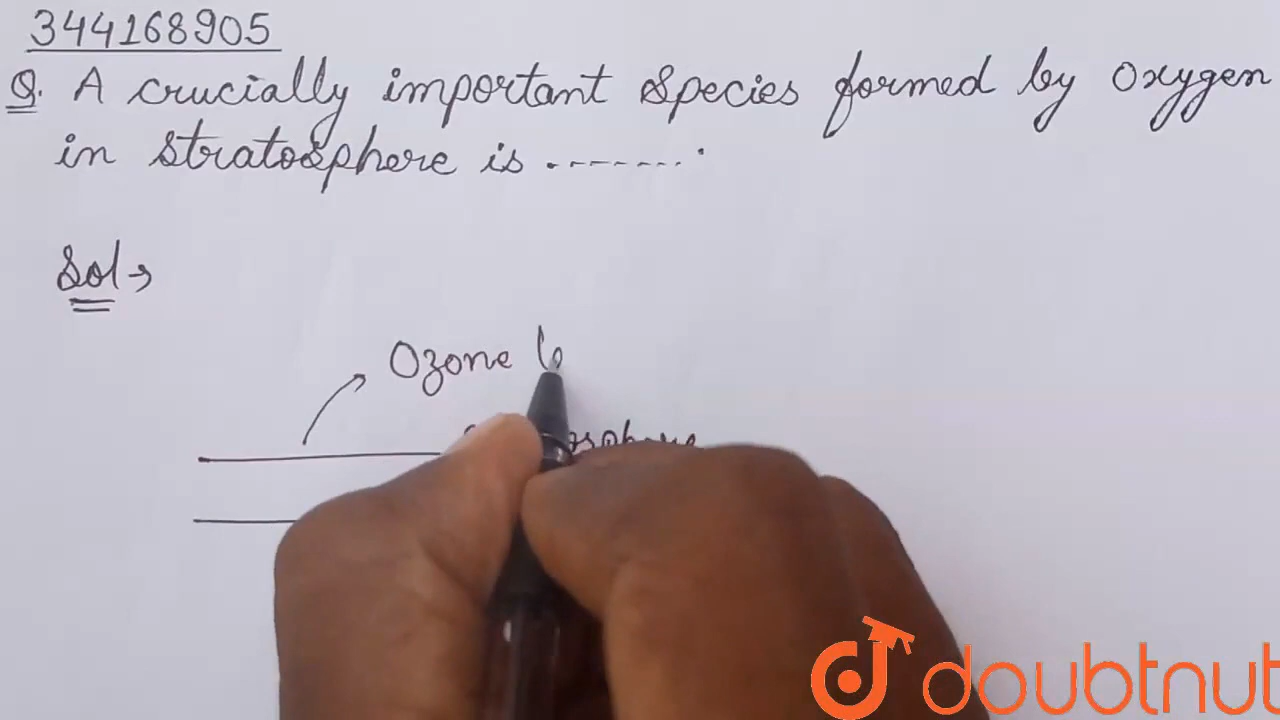 344168905
Q. A crucially important species formed by oxygen
in stratosphere is ........
Sol →
Ozone
doubtnut